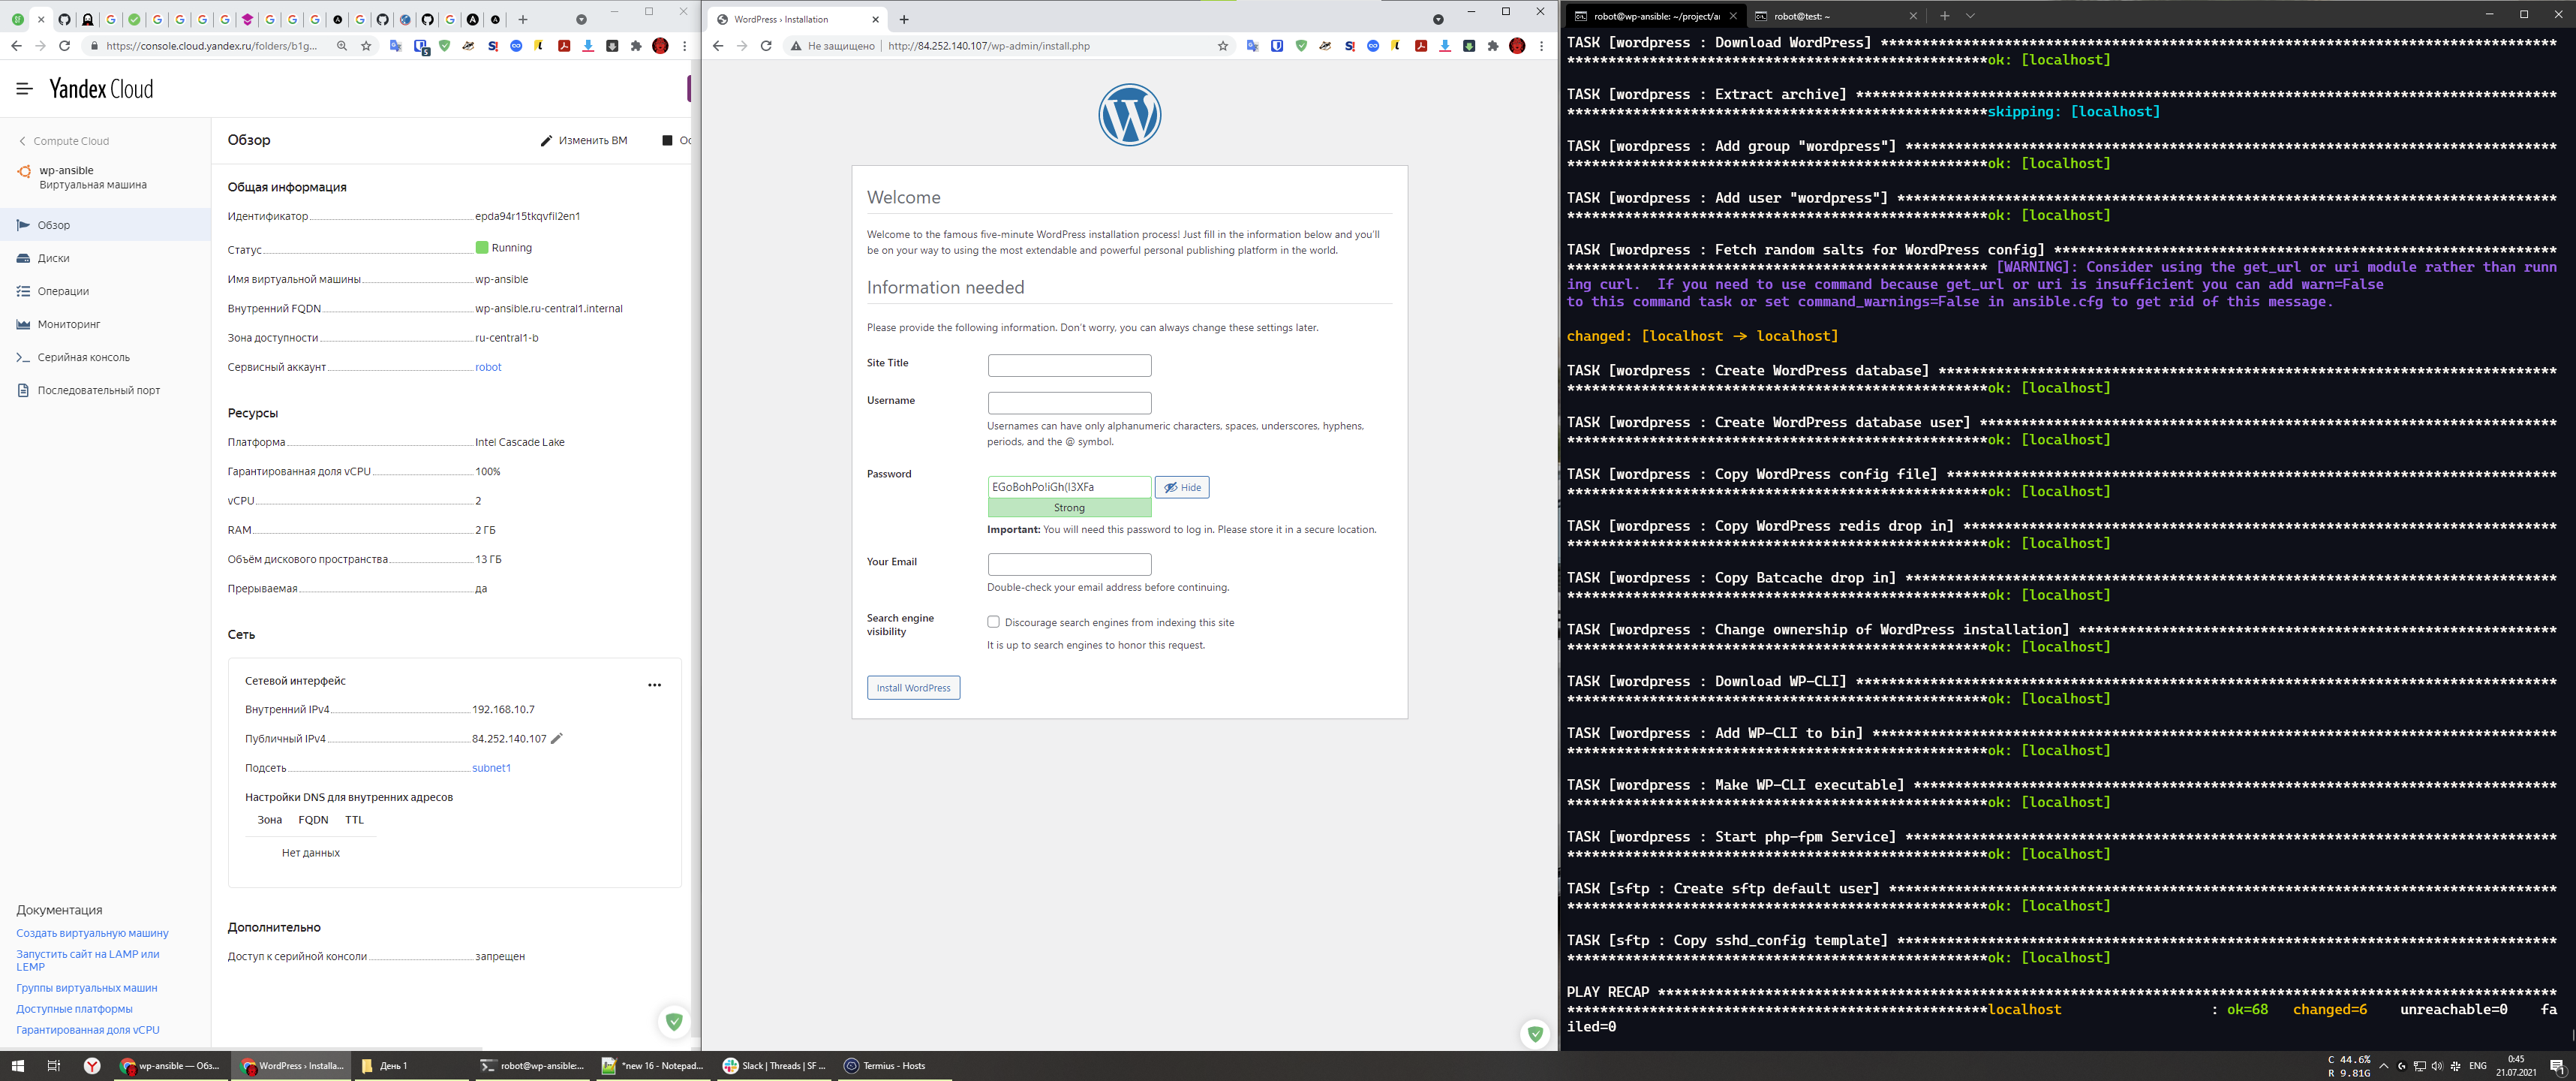 https://console.cloud.yandex.ru/folders/b1g...
Yandex Cloud
Compute Cloud
wp-ansible
Виртуальная машина
Обзор
Диски
Операции
Мониторинг
Серийная консоль
Последовательный порт
Документация
Создать виртуальную машину
Запустить сайт на LAMP или
LEMP
Группы виртуальных машин
Доступные платформы
Гарантированная доля vCPU
Обзор
Изменить ВМ
Ос
Общая информация
Идентификатор epda94r15tkqvfil2en1
Статус Running
Имя виртуальной машины wp-ansible
Внутренний FQDN wp-ansible.ru-central1.internal
Зона доступности ru-central1-b
Сервисный аккаунт robot
Ресурсы
Платформа Intel Cascade Lake
Гарантированная доля vCPU 100%
vCPU 2
RAM 2 ГБ
Объём дискового пространства 13 ГБ
Прерываемая да
Сеть
Сетевой интерфейс
Внутренний IPv4 192.168.10.7
Публичный IPv4 84.252.140.107
Подсеть subnet1
Настройки DNS для внутренних адресов
Зона FQDN TTL
Нет данных
Дополнительно
Доступ к серийной консоли запрещен
WordPress › Installation
Не защищено http://84.252.140.107/wp-admin/install.php
Welcome
Welcome to the famous five-minute WordPress installation process! Just fill in the information below and you'll
be on your way to using the most extendable and powerful personal publishing platform in the world.
Information needed
Please provide the following information. Don't worry, you can always change these settings later.
Site Title
Username
Usernames can have only alphanumeric characters, spaces, underscores, hyphens,
periods, and the @ symbol.
Password
EGoBohPo!iGh(I3XFa
Hide
Strong
Important: You will need this password to log in. Please store it in a secure location.
Your Email
Double-check your email address before continuing.
Search engine
visibility
Discourage search engines from indexing this site
It is up to search engines to honor this request.
Install WordPress
robot@wp-ansible: ~/project/ar
robot@test: ~
TASK [wordpress : Download WordPress] ***
ok: [localhost]
TASK [wordpress : Extract archive] ***
skipping: [localhost]
TASK [wordpress : Add group "wordpress"] ***
ok: [localhost]
TASK [wordpress : Add user "wordpress"] ***
ok: [localhost]
TASK [wordpress : Fetch random salts for WordPress config] ***
[WARNING]: Consider using the get_url or uri module rather than runn
ing curl.  If you need to use command because get_url or uri is insufficient you can add warn=False
to this command task or set command_warnings=False in ansible.cfg to get rid of this message.
changed: [localhost -> localhost]
TASK [wordpress : Create WordPress database] ***
ok: [localhost]
TASK [wordpress : Create WordPress database user] ***
ok: [localhost]
TASK [wordpress : Copy WordPress config file] ***
ok: [localhost]
TASK [wordpress : Copy WordPress redis drop in] ***
ok: [localhost]
TASK [wordpress : Copy Batcache drop in] ***
ok: [localhost]
TASK [wordpress : Change ownership of WordPress installation] ***
ok: [localhost]
TASK [wordpress : Download WP-CLI] ***
ok: [localhost]
TASK [wordpress : Add WP-CLI to bin] ***
ok: [localhost]
TASK [wordpress : Make WP-CLI executable] ***
ok: [localhost]
TASK [wordpress : Start php-fpm Service] ***
ok: [localhost]
TASK [sftp : Create sftp default user] ***
ok: [localhost]
TASK [sftp : Copy sshd_config template] ***
ok: [localhost]
PLAY RECAP ***
localhost : ok=68 changed=6 unreachable=0 fa
iled=0
wp-ansible — Обз...
WordPress › Installa...
День 1
robot@wp-ansible:...
*new 16 - Notepad...
Slack | Threads | SF ...
Termius - Hosts
C 44.6%
R 9.81G
ENG
0:45
21.07.2021